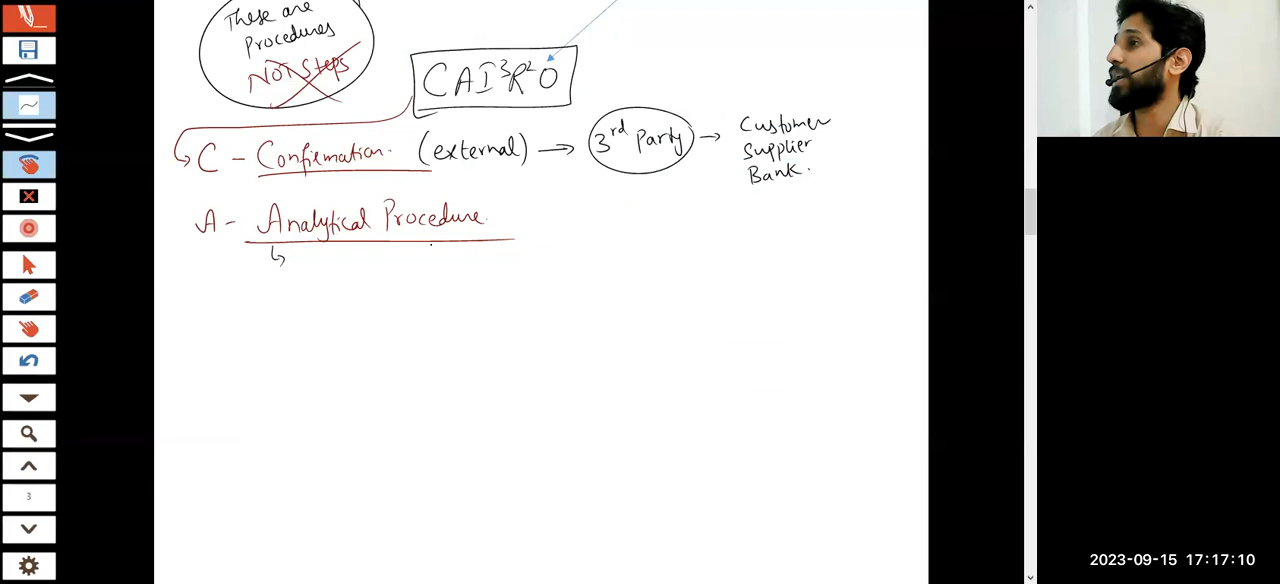 These are
Procedures
NOT Steps
CAI³R²O
C - Confirmation. (external) → 3rd Party → Customer
Supplier
Bank.
A - Analytical Procedure.
3
2023-09-15 17:17:10